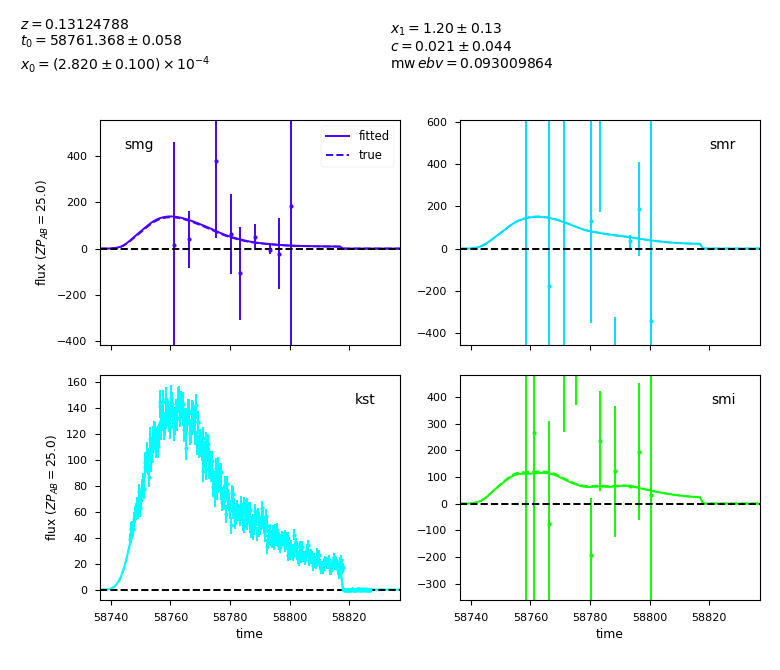 z = 0.13124788
t₀ = 58761.368 ± 0.058
x₀ = (2.820 ± 0.100) × 10⁻⁴
x₁ = 1.20 ± 0.13
c = 0.021 ± 0.044
mw ebv = 0.093009864
smg
fitted
true
400
200
0
−200
−400
flux (ZP_AB = 25.0)
smr
600
400
200
0
−200
−400
kst
160
140
120
100
80
60
40
20
0
flux (ZP_AB = 25.0)
58740 58760 58780 58800 58820
time
smi
400
300
200
100
0
−100
−200
−300
58740 58760 58780 58800 58820
time